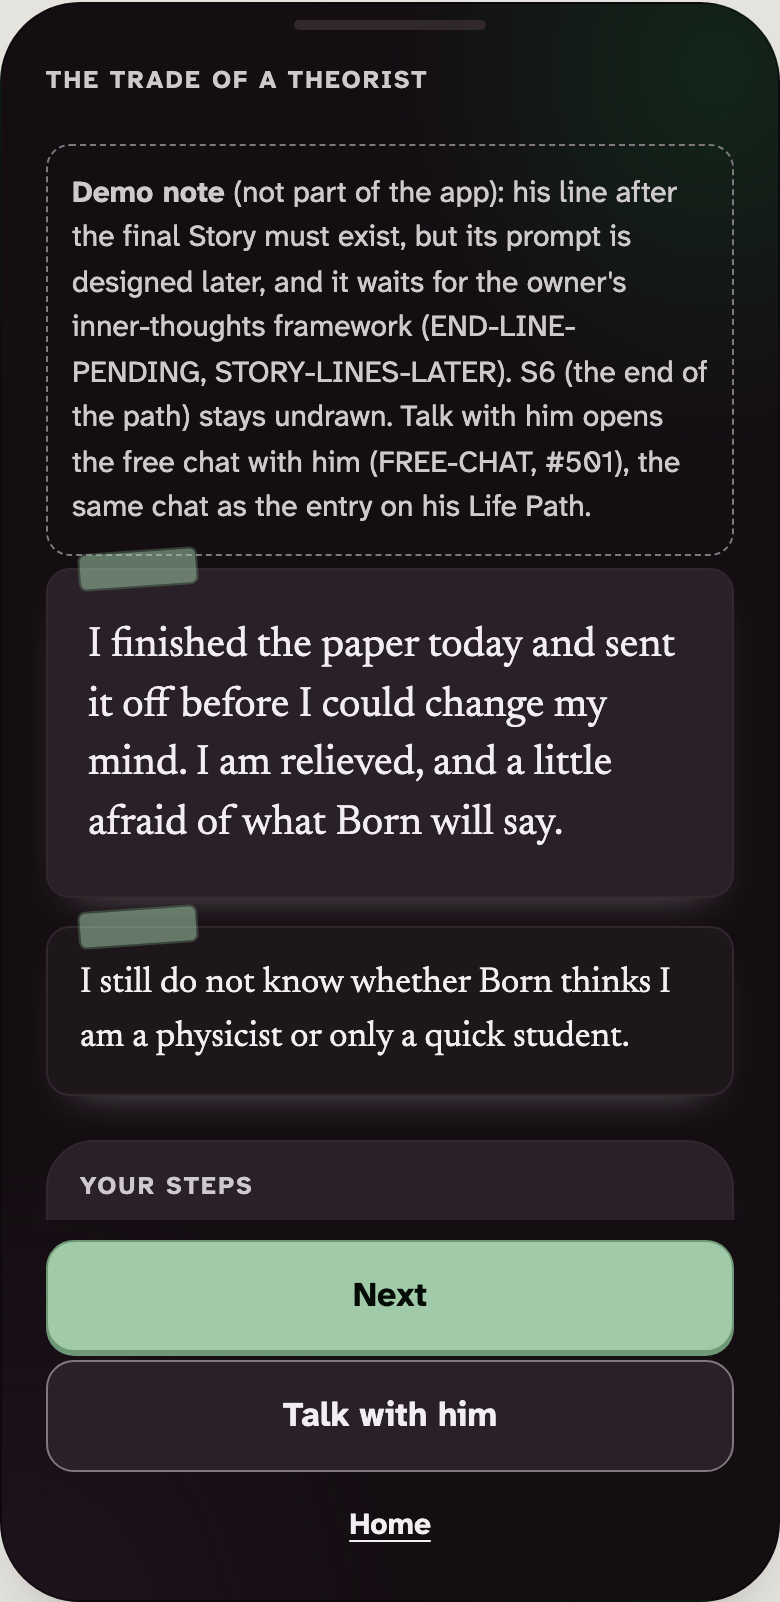 THE TRADE OF A THEORIST
Demo note (not part of the app): his line after
the final Story must exist, but its prompt is
designed later, and it waits for the owner's
inner-thoughts framework (END-LINE-
PENDING, STORY-LINES-LATER). S6 (the end of
the path) stays undrawn. Talk with him opens
the free chat with him (FREE-CHAT, #501), the
same chat as the entry on his Life Path.
I finished the paper today and sent
it off before I could change my
mind. I am relieved, and a little
afraid of what Born will say.
I still do not know whether Born thinks I
am a physicist or only a quick student.
YOUR STEPS
Next
Talk with him
Home